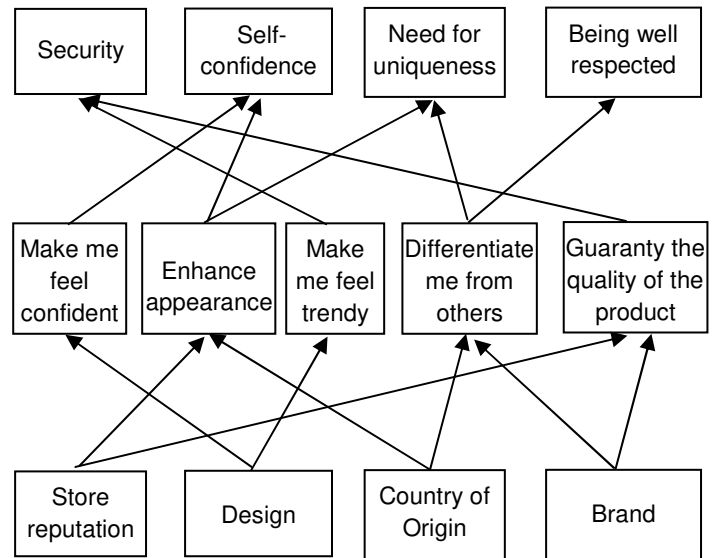 Security
Self-
confidence
Need for
uniqueness
Being well
respected
Make me
feel
confident
Enhance
appearance
Make
me feel
trendy
Differentiate
me from
others
Guaranty the
quality of the
product
Store
reputation
Design
Country of
Origin
Brand